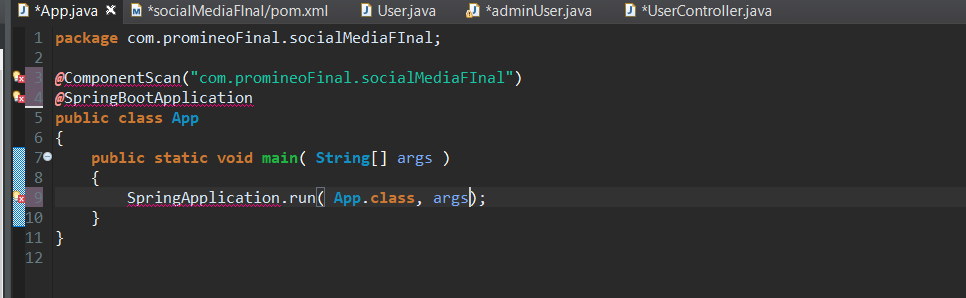 *App.java *socialMediaFInal/pom.xml User.java *adminUser.java *UserController.java
1 package com.promineoFinal.socialMediaFInal;
2
3 @ComponentScan("com.promineoFinal.socialMediaFInal")
4 @SpringBootApplication
5 public class App
6 {
7 public static void main( String[] args )
8 {
9 SpringApplication.run( App.class, args);
10 }
11 }
12